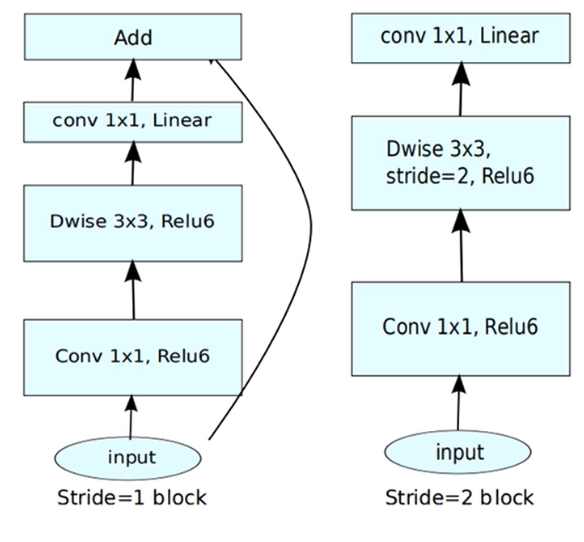 Add
conv 1x1, Linear
Dwise 3x3, Relu6
Conv 1x1, Relu6
input
Stride=1 block
conv 1x1, Linear
Dwise 3x3,
stride=2, Relu6
Conv 1x1, Relu6
input
Stride=2 block